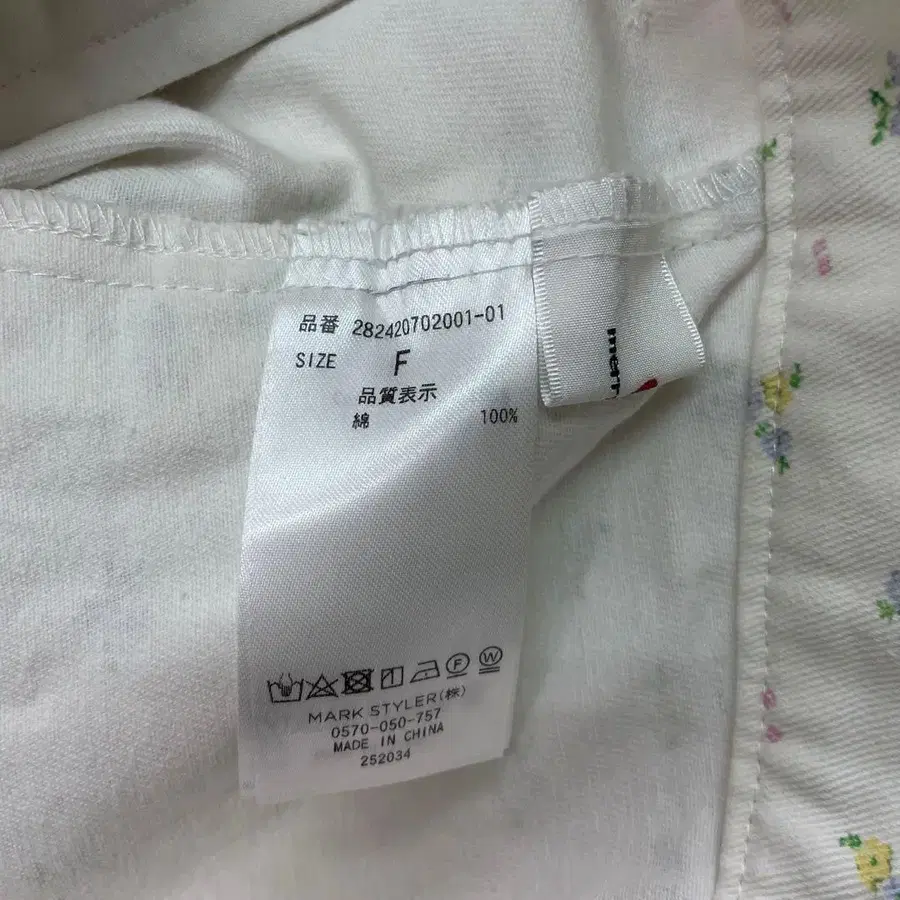 品番 282420702001-01
SIZE F
品質表示
綿 100%
MARK STYLER(株)
0570-050-757
MADE IN CHINA
252034